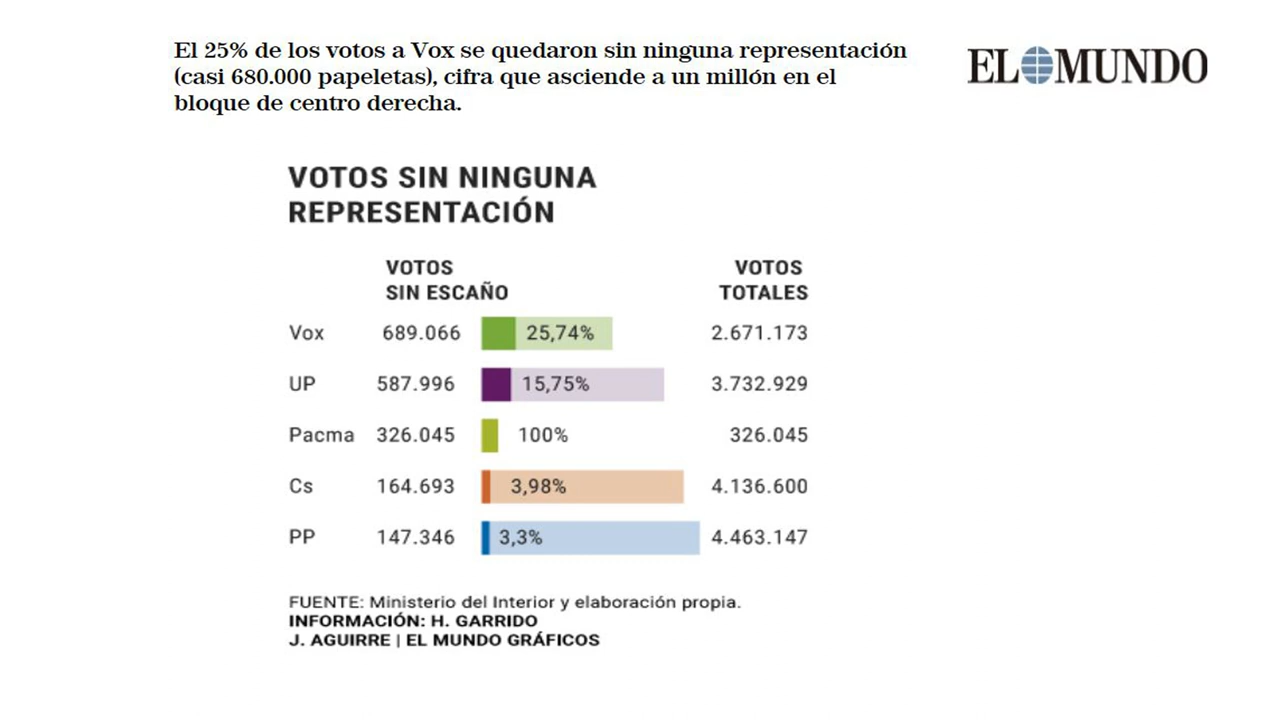 El 25% de los votos a Vox se quedaron sin ninguna representación
(casi 680.000 papeletas), cifra que asciende a un millón en el
bloque de centro derecha.
EL MUNDO
VOTOS SIN NINGUNA
REPRESENTACIÓN
VOTOS
SIN ESCAÑO
VOTOS
TOTALES
Vox 689.066 25,74% 2.671.173
UP 587.996 15,75% 3.732.929
Pacma 326.045 100% 326.045
Cs 164.693 3,98% 4.136.600
PP 147.346 3,3% 4.463.147
FUENTE: Ministerio del Interior y elaboración propia.
INFORMACIÓN: H. GARRIDO
J. AGUIRRE | EL MUNDO GRÁFICOS